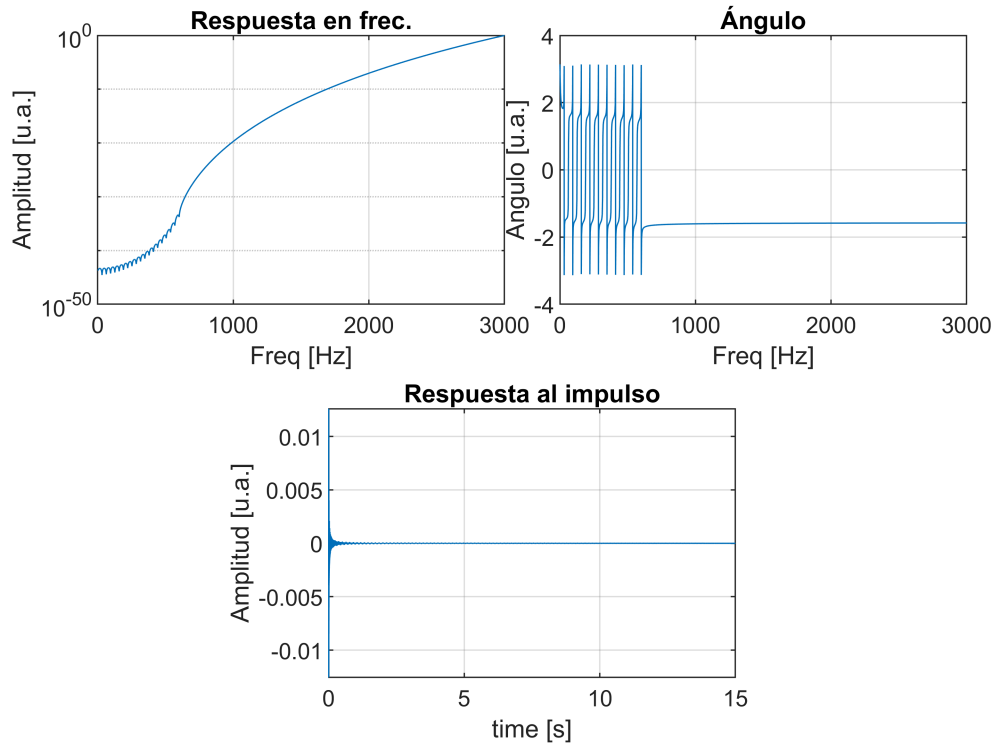 Respuesta en frec.
10^0
10^-50
Amplitud [u.a.]
0 1000 2000 3000
Freq [Hz]
Ángulo
4
2
0
-2
-4
Angulo [u.a.]
0 1000 2000 3000
Freq [Hz]
Respuesta al impulso
0.01
0.005
0
-0.005
-0.01
Amplitud [u.a.]
0 5 10 15
time [s]